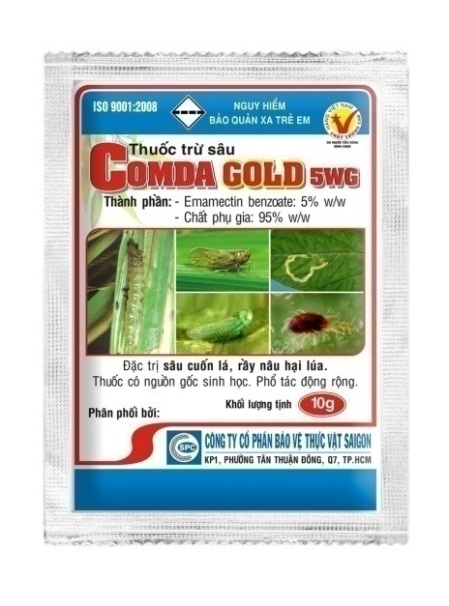 ISO 9001:2008
NGUY HIỂM
BẢO QUẢN XA TRẺ EM
Thuốc trừ sâu
COMDA GOLD 5WG
Thành phần: - Emamectin benzoate: 5% w/w
- Chất phụ gia: 95% w/w
Đặc trị sâu cuốn lá, rầy nâu hại lúa.
Thuốc có nguồn gốc sinh học. Phổ tác động rộng.
Khối lượng tịnh 10g
Phân phối bởi:
SPC
CÔNG TY CỔ PHẦN BẢO VỆ THỰC VẬT SAIGON
KP1, PHƯỜNG TÂN THUẬN ĐÔNG, Q7, TP.HCM